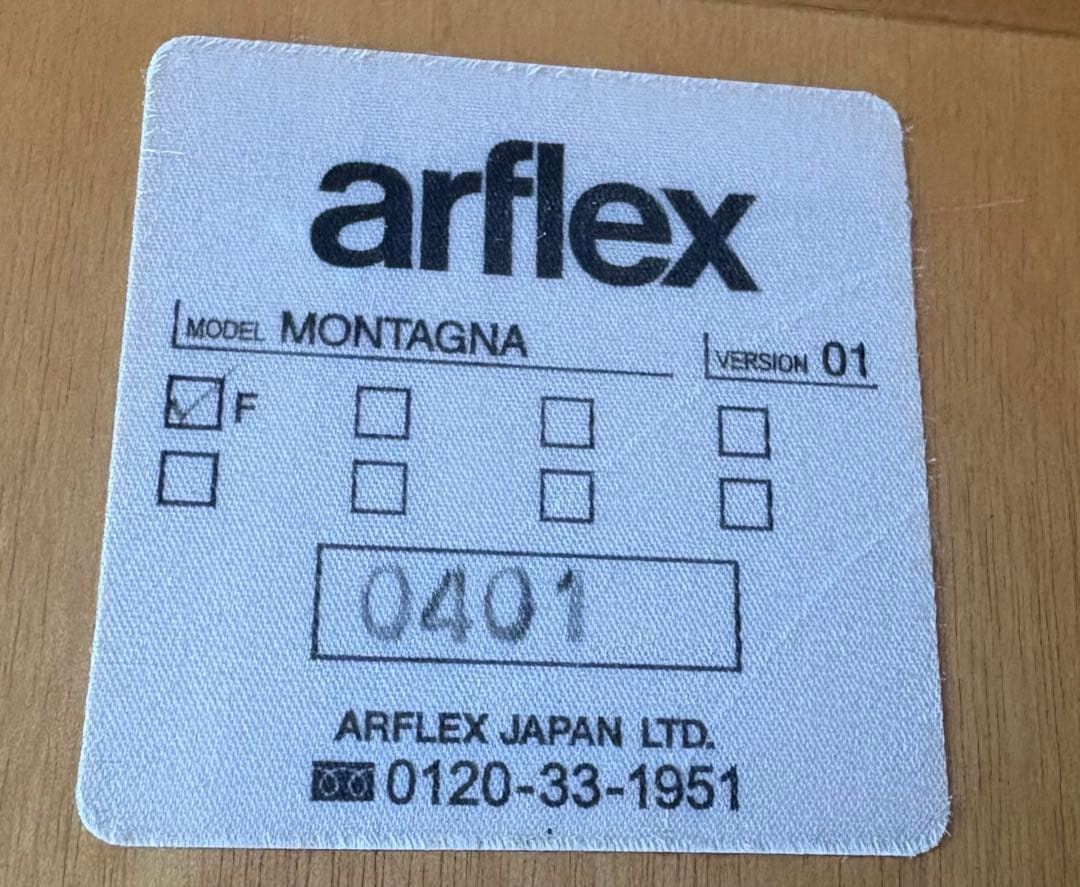 arflex
MODEL MONTAGNA VERSION 01
F
0401
ARFLEX JAPAN LTD.
0120-33-1951